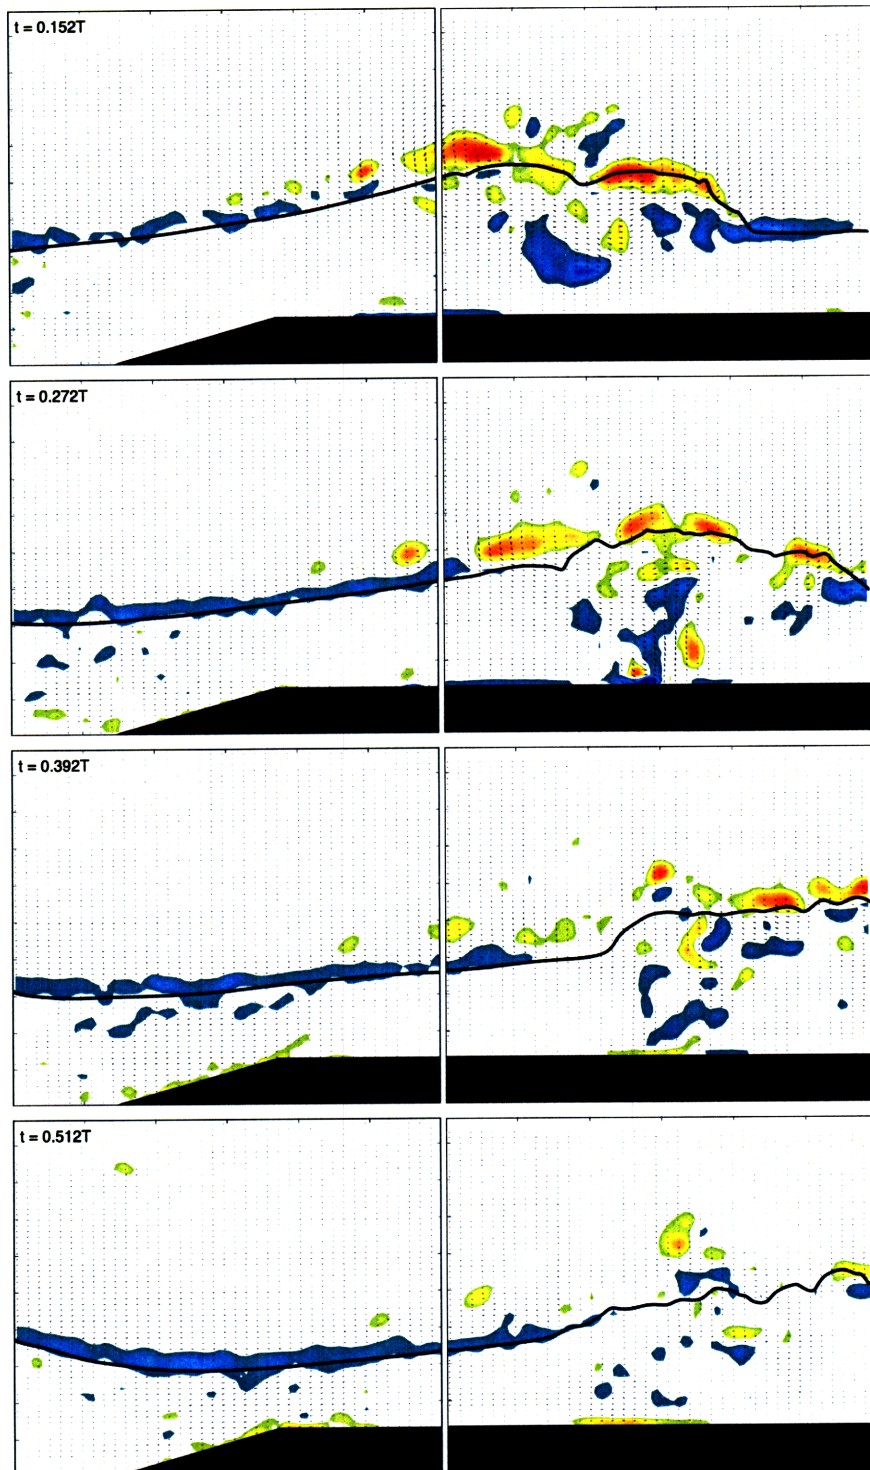 t = 0.152T
t = 0.272T
t = 0.392T
t = 0.512T